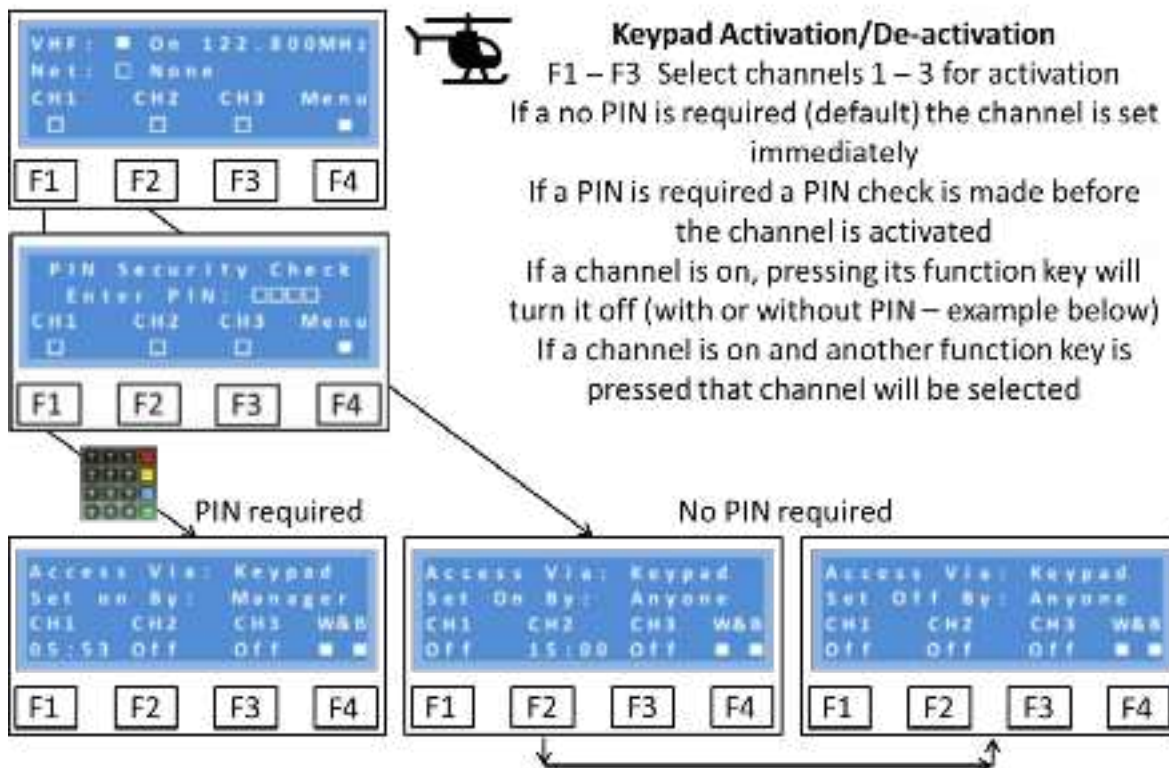 VHF: ■ On 122.800MHz
Net: □ None
CH1 CH2 CH3 Menu
□ □ □ ■
F1 F2 F3 F4
Keypad Activation/De-activation
F1 – F3 Select channels 1 – 3 for activation
If a no PIN is required (default) the channel is set
immediately
If a PIN is required a PIN check is made before
the channel is activated
If a channel is on, pressing its function key will
turn it off (with or without PIN – example below)
If a channel is on and another function key is
pressed that channel will be selected
PIN Security Check
Enter PIN: □□□□
CH1 CH2 CH3 Menu
□ □ □ ■
F1 F2 F3 F4
PIN required
No PIN required
Access Via: Keypad
Set on By: Manager
CH1 CH2 CH3 W&B
05:53 Off Off ■ ■
F1 F2 F3 F4
Access Via: Keypad
Set On By: Anyone
CH1 CH2 CH3 W&B
Off 15:00 Off ■ ■
F1 F2 F3 F4
Access Via: Keypad
Set Off By: Anyone
CH1 CH2 CH3 W&B
Off Off Off ■ ■
F1 F2 F3 F4